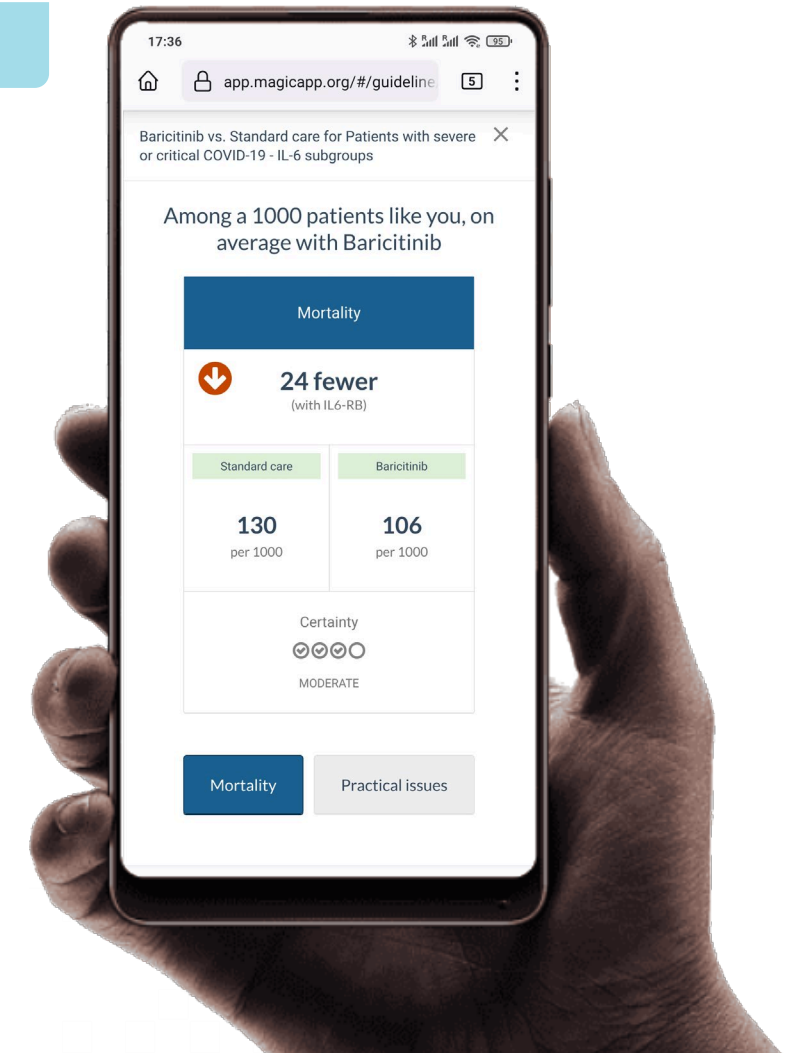 17:36
95
app.magicapp.org/#/guideline
5
Baricitinib vs. Standard care for Patients with severe
or critical COVID-19 - IL-6 subgroups
Among a 1000 patients like you, on
average with Baricitinib
Mortality
24 fewer
(with IL6-RB)
Standard care
Baricitinib
130
106
per 1000
per 1000
Certainty
MODERATE
Mortality
Practical issues